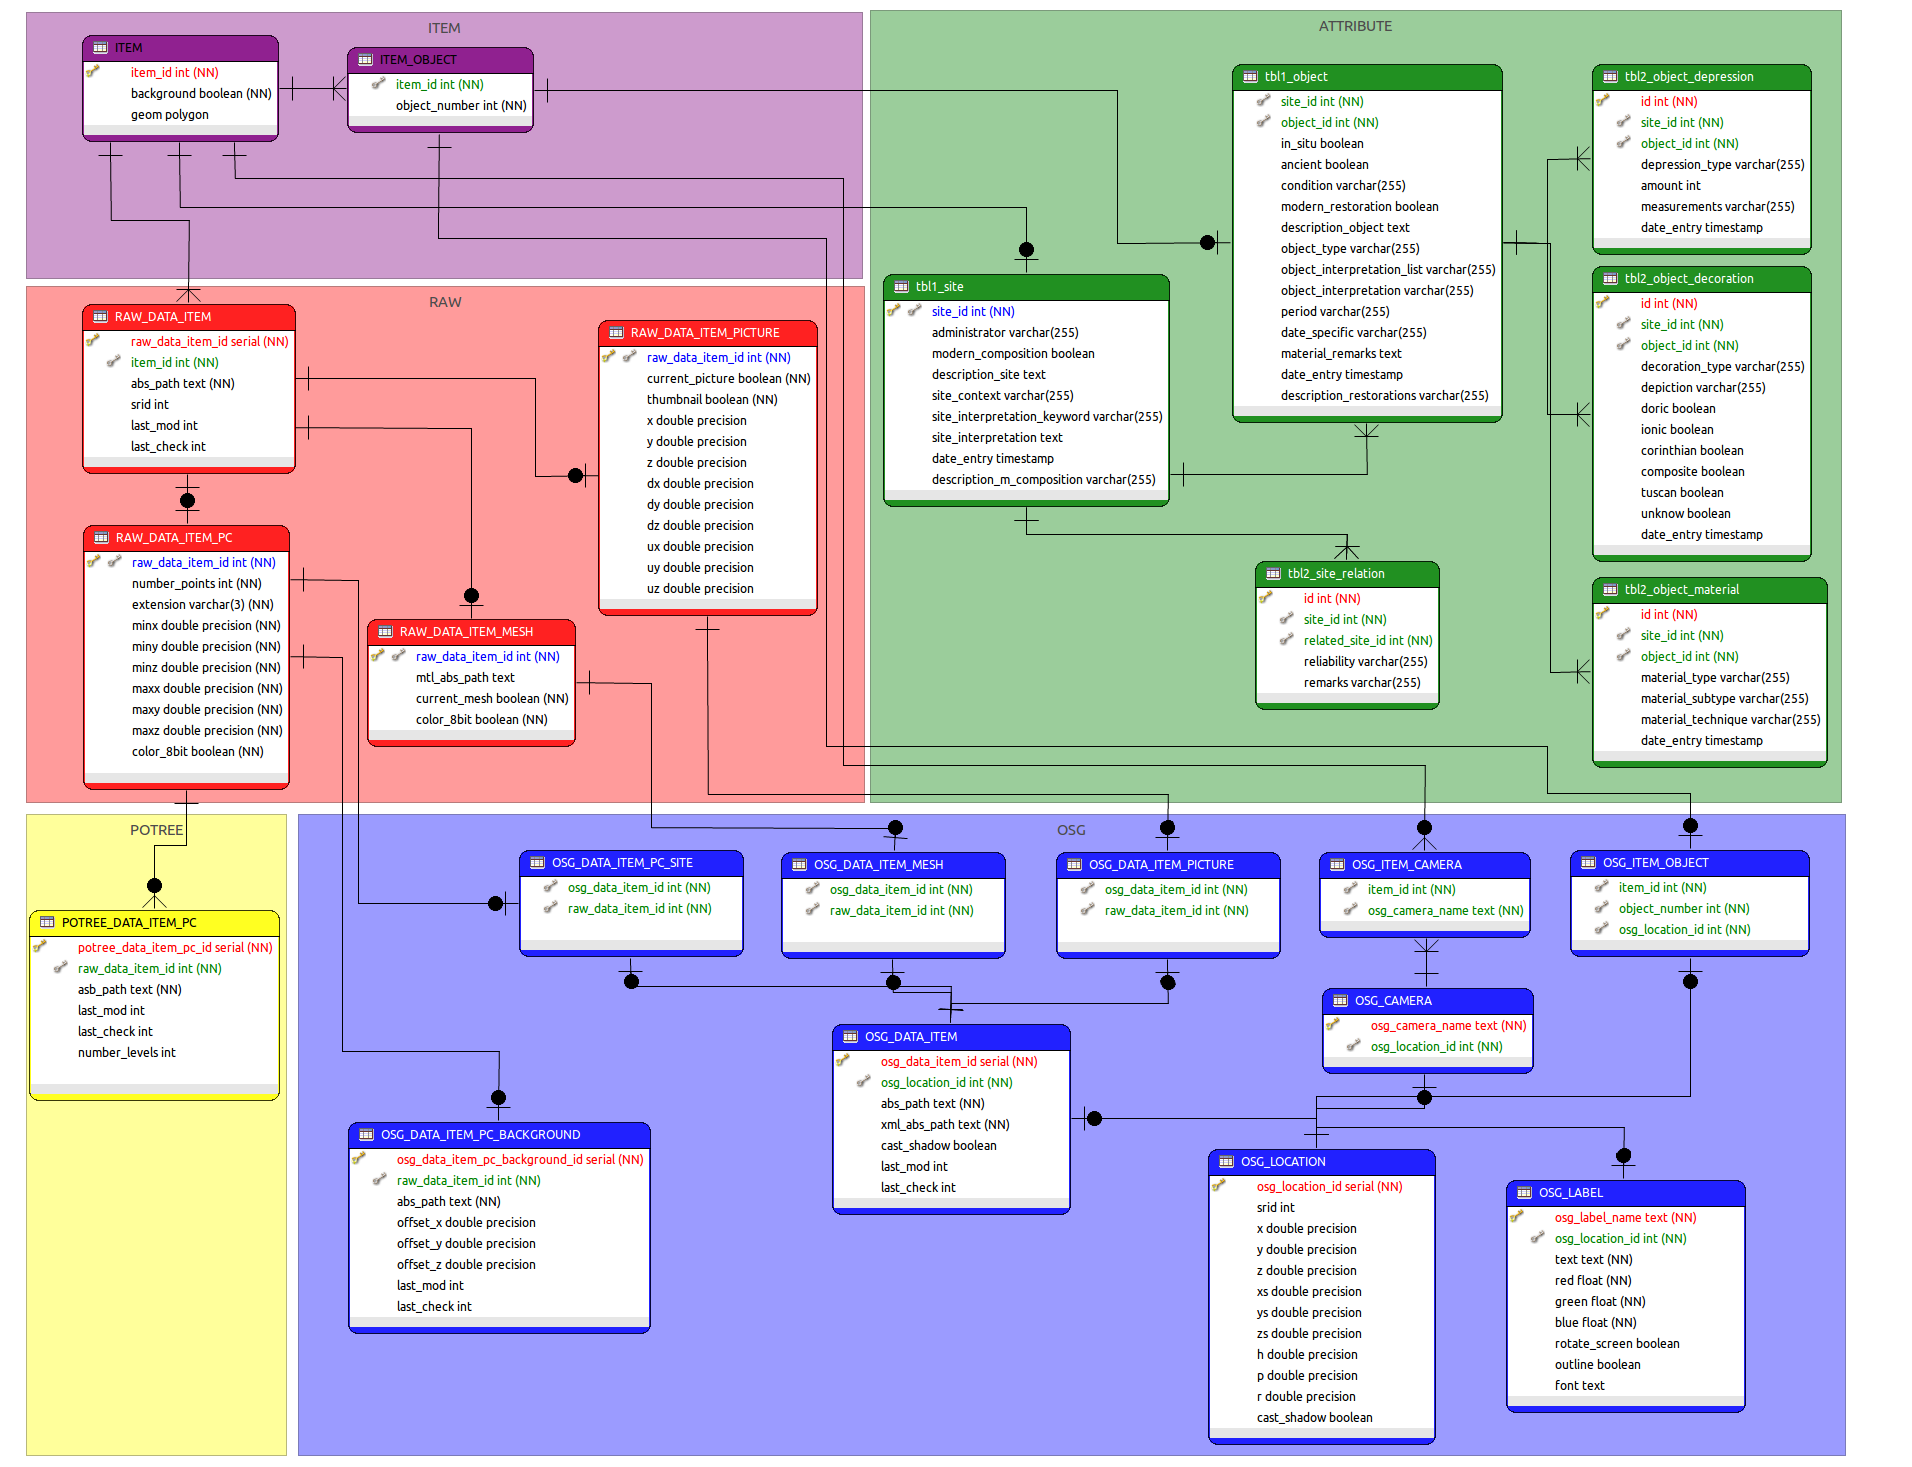 ITEM
ITEM
item_id int (NN)
background boolean (NN)
geom polygon
ITEM_OBJECT
item_id int (NN)
object_number int (NN)
ATTRIBUTE
tbl1_object
site_id int (NN)
object_id int (NN)
in_situ boolean
ancient boolean
condition varchar(255)
modern_restoration boolean
description_object text
object_type varchar(255)
object_interpretation_list varchar(255)
object_interpretation varchar(255)
period varchar(255)
date_specific varchar(255)
material_remarks text
date_entry timestamp
description_restorations varchar(255)
tbl2_object_depression
id int (NN)
site_id int (NN)
object_id int (NN)
depression_type varchar(255)
amount int
measurements varchar(255)
date_entry timestamp
tbl2_object_decoration
id int (NN)
site_id int (NN)
object_id int (NN)
decoration_type varchar(255)
depiction varchar(255)
doric boolean
ionic boolean
corinthian boolean
composite boolean
tuscan boolean
unknow boolean
date_entry timestamp
tbl1_site
site_id int (NN)
administrator varchar(255)
modern_composition boolean
description_site text
site_context varchar(255)
site_interpretation_keyword varchar(255)
site_interpretation text
date_entry timestamp
description_m_composition varchar(255)
tbl2_site_relation
id int (NN)
site_id int (NN)
related_site_id int (NN)
reliability varchar(255)
remarks varchar(255)
tbl2_object_material
id int (NN)
site_id int (NN)
object_id int (NN)
material_type varchar(255)
material_subtype varchar(255)
material_technique varchar(255)
date_entry timestamp
RAW
RAW_DATA_ITEM
raw_data_item_id serial (NN)
item_id int (NN)
abs_path text (NN)
srid int
last_mod int
last_check int
RAW_DATA_ITEM_PICTURE
raw_data_item_id int (NN)
current_picture boolean (NN)
thumbnail boolean (NN)
x double precision
y double precision
z double precision
dx double precision
dy double precision
dz double precision
ux double precision
uy double precision
uz double precision
RAW_DATA_ITEM_PC
raw_data_item_id int (NN)
number_points int (NN)
extension varchar(3) (NN)
minx double precision (NN)
miny double precision (NN)
minz double precision (NN)
maxx double precision (NN)
maxy double precision (NN)
maxz double precision (NN)
color_8bit boolean (NN)
RAW_DATA_ITEM_MESH
raw_data_item_id int (NN)
mtl_abs_path text
current_mesh boolean (NN)
color_8bit boolean (NN)
POTREE
POTREE_DATA_ITEM_PC
potree_data_item_pc_id serial (NN)
raw_data_item_id int (NN)
asb_path text (NN)
last_mod int
last_check int
number_levels int
OSG
OSG_DATA_ITEM_PC_SITE
osg_data_item_id int (NN)
raw_data_item_id int (NN)
OSG_DATA_ITEM_MESH
osg_data_item_id int (NN)
raw_data_item_id int (NN)
OSG_DATA_ITEM_PICTURE
osg_data_item_id int (NN)
raw_data_item_id int (NN)
OSG_ITEM_CAMERA
item_id int (NN)
osg_camera_name text (NN)
OSG_ITEM_OBJECT
item_id int (NN)
object_number int (NN)
osg_location_id int (NN)
OSG_CAMERA
osg_camera_name text (NN)
osg_location_id int (NN)
OSG_DATA_ITEM
osg_data_item_id serial (NN)
osg_location_id int (NN)
abs_path text (NN)
xml_abs_path text (NN)
cast_shadow boolean
last_mod int
last_check int
OSG_DATA_ITEM_PC_BACKGROUND
osg_data_item_pc_background_id serial (NN)
raw_data_item_id int (NN)
abs_path text (NN)
offset_x double precision
offset_y double precision
offset_z double precision
last_mod int
last_check int
OSG_LOCATION
osg_location_id serial (NN)
srid int
x double precision
y double precision
z double precision
xs double precision
ys double precision
zs double precision
h double precision
p double precision
r double precision
cast_shadow boolean
OSG_LABEL
osg_label_name text (NN)
osg_location_id int (NN)
text text (NN)
red float (NN)
green float (NN)
blue float (NN)
rotate_screen boolean
outline boolean
font text